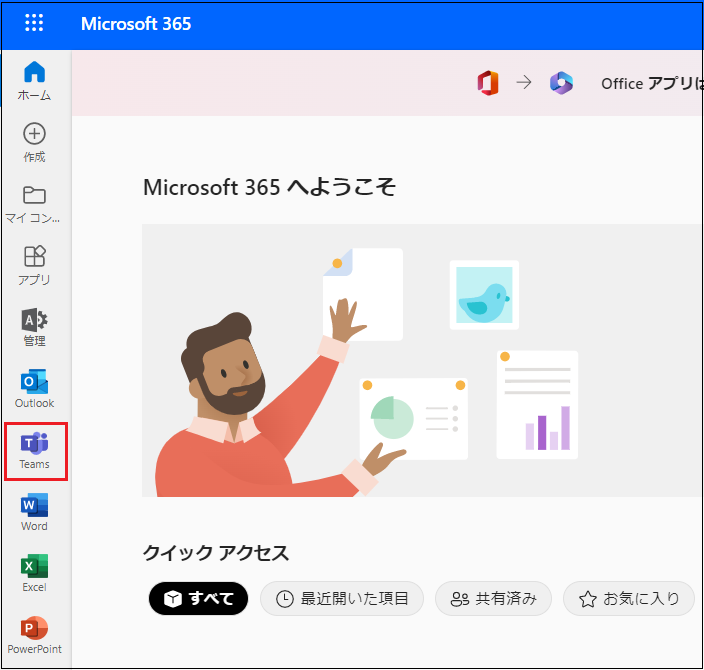 Microsoft 365
ホーム
作成
マイ コン...
アプリ
管理
Outlook
Teams
Word
Excel
PowerPoint
Office アプリは
Microsoft 365 へようこそ
クイック アクセス
すべて
最近開いた項目
共有済み
お気に入り